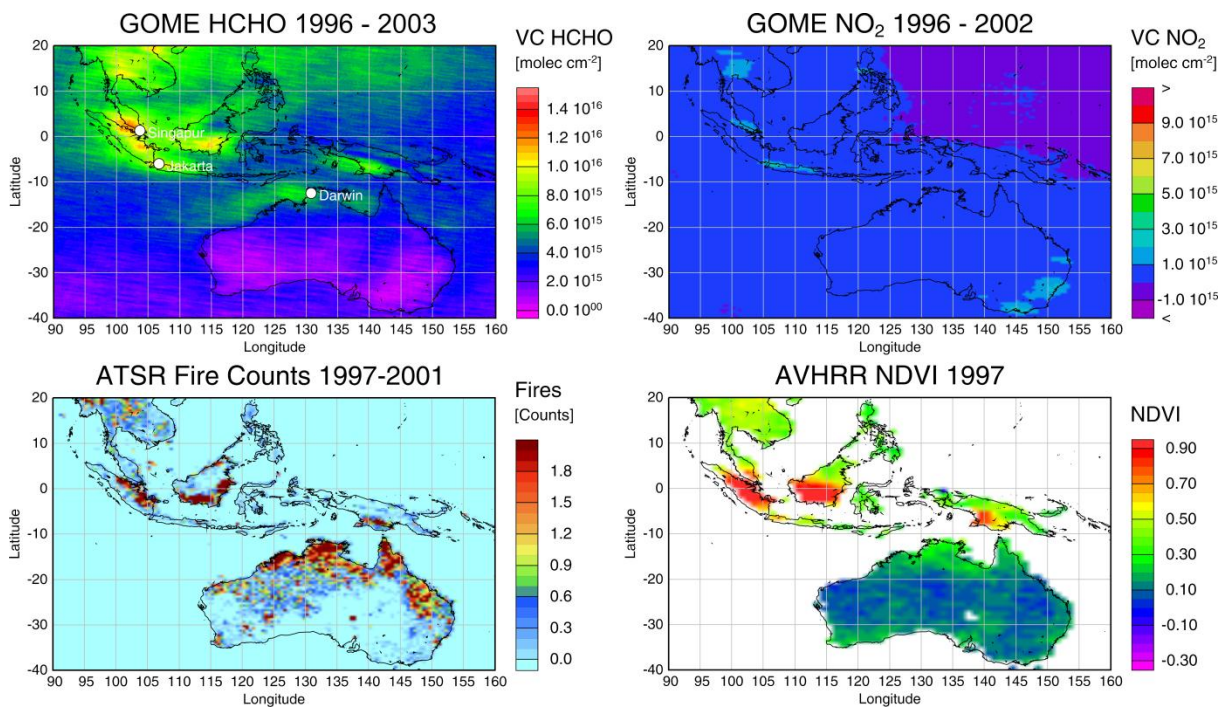 GOME HCHO 1996 - 2003
VC HCHO
[molec cm-2]
20
10
0
-10
-20
-30
-40
Latitude
Singapur
Jakarta
Darwin
1.4 10^16
1.2 10^16
1.0 10^16
8.0 10^15
6.0 10^15
4.0 10^15
2.0 10^15
0.0 10^00
90 95 100 105 110 115 120 125 130 135 140 145 150 155 160
Longitude
GOME NO2 1996 - 2002
VC NO2
[molec cm-2]
20
10
0
-10
-20
-30
-40
Latitude
>
9.0 10^15
7.0 10^15
5.0 10^15
3.0 10^15
1.0 10^15
-1.0 10^15
<
90 95 100 105 110 115 120 125 130 135 140 145 150 155 160
Longitude
ATSR Fire Counts 1997-2001
Fires
[Counts]
20
10
0
-10
-20
-30
-40
Latitude
1.8
1.5
1.2
0.9
0.6
0.3
0.0
90 95 100 105 110 115 120 125 130 135 140 145 150 155 160
Longitude
AVHRR NDVI 1997
NDVI
20
10
0
-10
-20
-30
-40
Latitude
0.90
0.70
0.50
0.30
0.10
-0.10
-0.30
90 95 100 105 110 115 120 125 130 135 140 145 150 155 160
Longitude